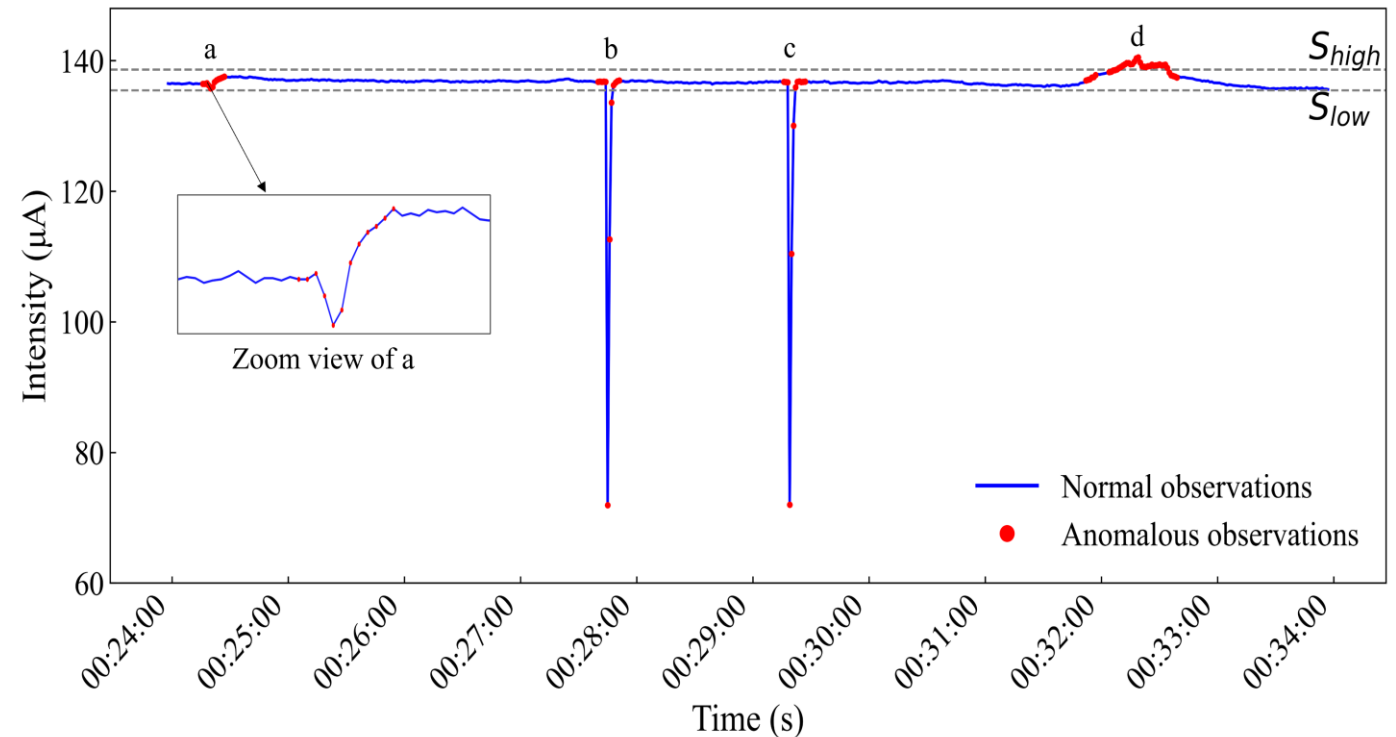 a
b
c
d
S_high
S_low
140
120
100
80
60
Intensity (μA)
Zoom view of a
Normal observations
Anomalous observations
00:24:00
00:25:00
00:26:00
00:27:00
00:28:00
00:29:00
00:30:00
00:31:00
00:32:00
00:33:00
00:34:00
Time (s)